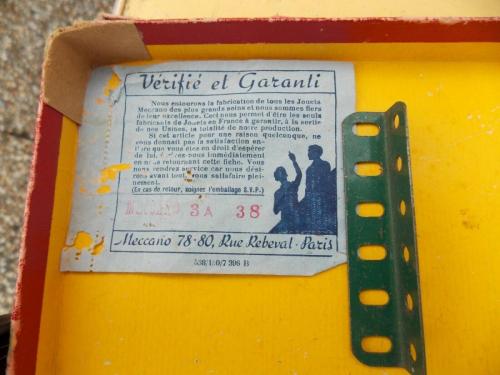 Vérifié et Garanti
Nous entourons la fabrication de tous les Jouets
Meccano des plus grands soins et nous sommes fiers
de leur excellence. Ceci nous permet d'être les seuls
fabricants de Jouets en France à garantir, à la sortie
de nos Usines, la totalité de notre production.
Si cet article pour une raison quelconque, ne
vous donnait pas la satisfaction en-
tière que vous êtes en droit d'espérer
de lui, immédiatement
en nous retournant cette fiche. Vous
nous rendrez service car nous dési-
rons avant tout, vous satisfaire plei-
nement.
(En cas de retour, soignez l'emballage S.V.P.)
3A 38
Meccano 78-80, Rue Rebeval - Paris